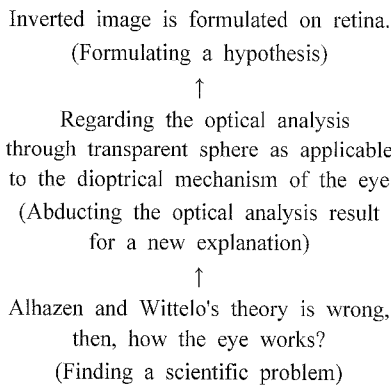 Inverted image is formulated on retina.
(Formulating a hypothesis)
↑
Regarding the optical analysis
through transparent sphere as applicable
to the dioptrical mechanism of the eye
(Abducting the optical analysis result
for a new explanation)
↑
Alhazen and Wittelo's theory is wrong,
then, how the eye works?
(Finding a scientific problem)